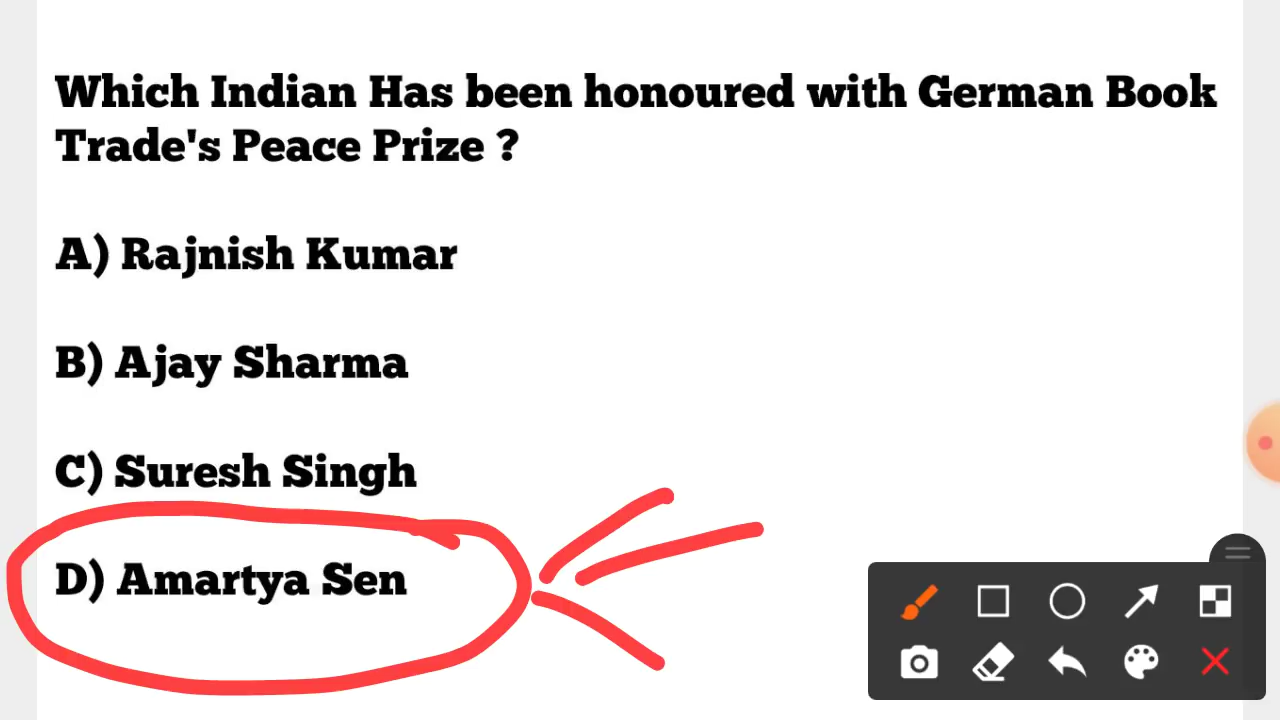 Which Indian Has been honoured with German Book
Trade's Peace Prize ?
A) Rajnish Kumar
B) Ajay Sharma
C) Suresh Singh
D) Amartya Sen